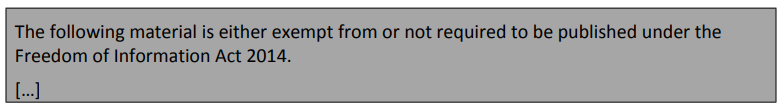 The following material is either exempt from or not required to be published under the
Freedom of Information Act 2014.
[…]